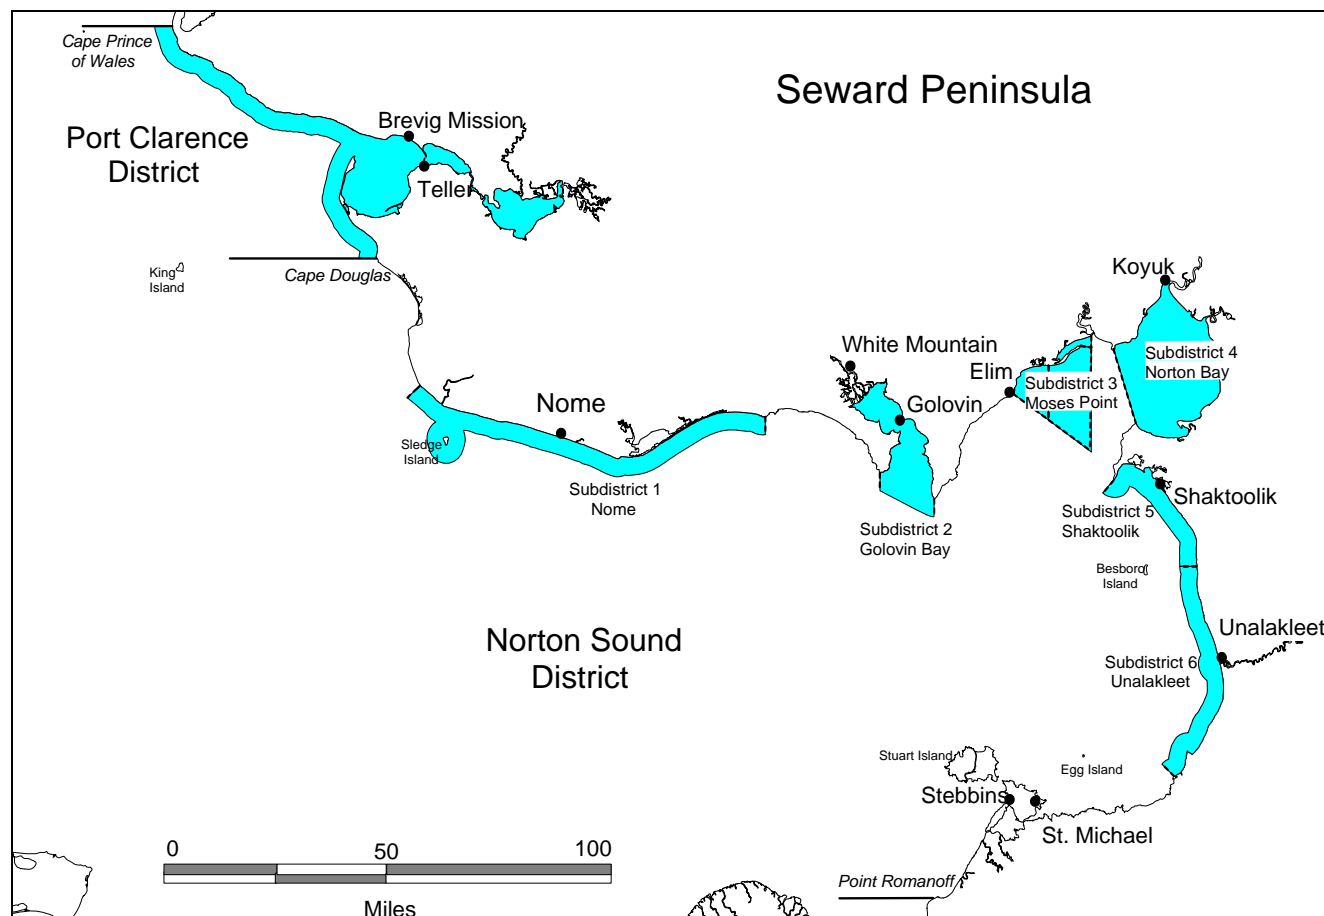 Cape Prince
of Wales
Seward Peninsula
Port Clarence
District
Brevig Mission
Teller
King
Island
Cape Douglas
Koyuk
White Mountain
Elim
Subdistrict 4
Norton Bay
Subdistrict 3
Moses Point
Golovin
Nome
Sledge
Island
Subdistrict 1
Nome
Subdistrict 2
Golovin Bay
Subdistrict 5
Shaktoolik
Shaktoolik
Besboro
Island
Norton Sound
District
Unalakleet
Subdistrict 6
Unalakleet
Stuart Island
Egg Island
Stebbins
St. Michael
Point Romanoff
0 50 100
Miles